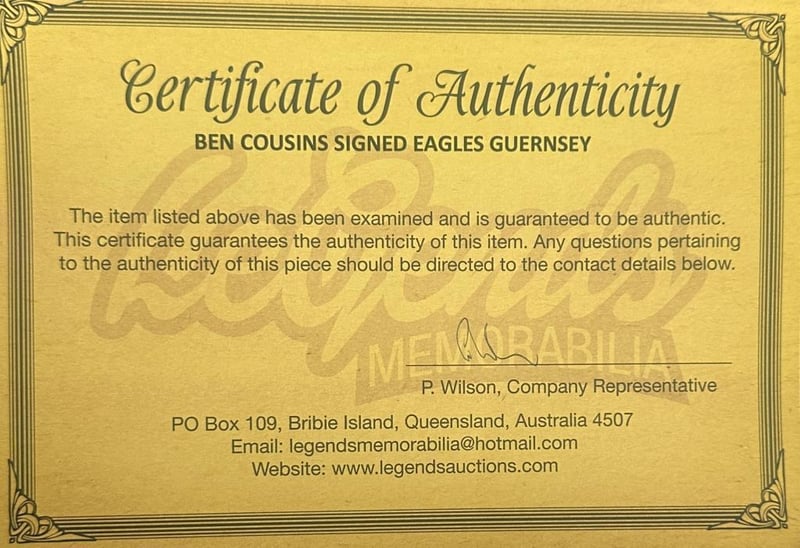 Certificate of Authenticity
BEN COUSINS SIGNED EAGLES GUERNSEY
The item listed above has been examined and is guaranteed to be authentic.
This certificate guarantees the authenticity of this item. Any questions pertaining
to the authenticity of this piece should be directed to the contact details below.
Legends
MEMORABILIA
P. Wilson, Company Representative
PO Box 109, Bribie Island, Queensland, Australia 4507
Email: legendsmemorabilia@hotmail.com
Website: www.legendsauctions.com